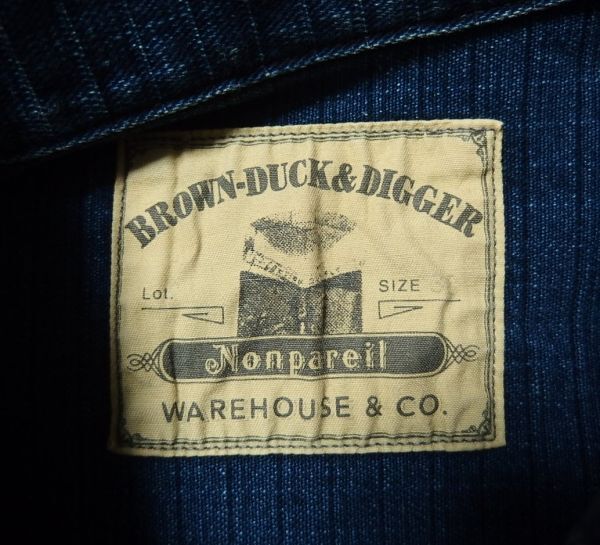 BROWN-DUCK&DIGGER
Lot. SIZE
Nonpareil
WAREHOUSE & CO.